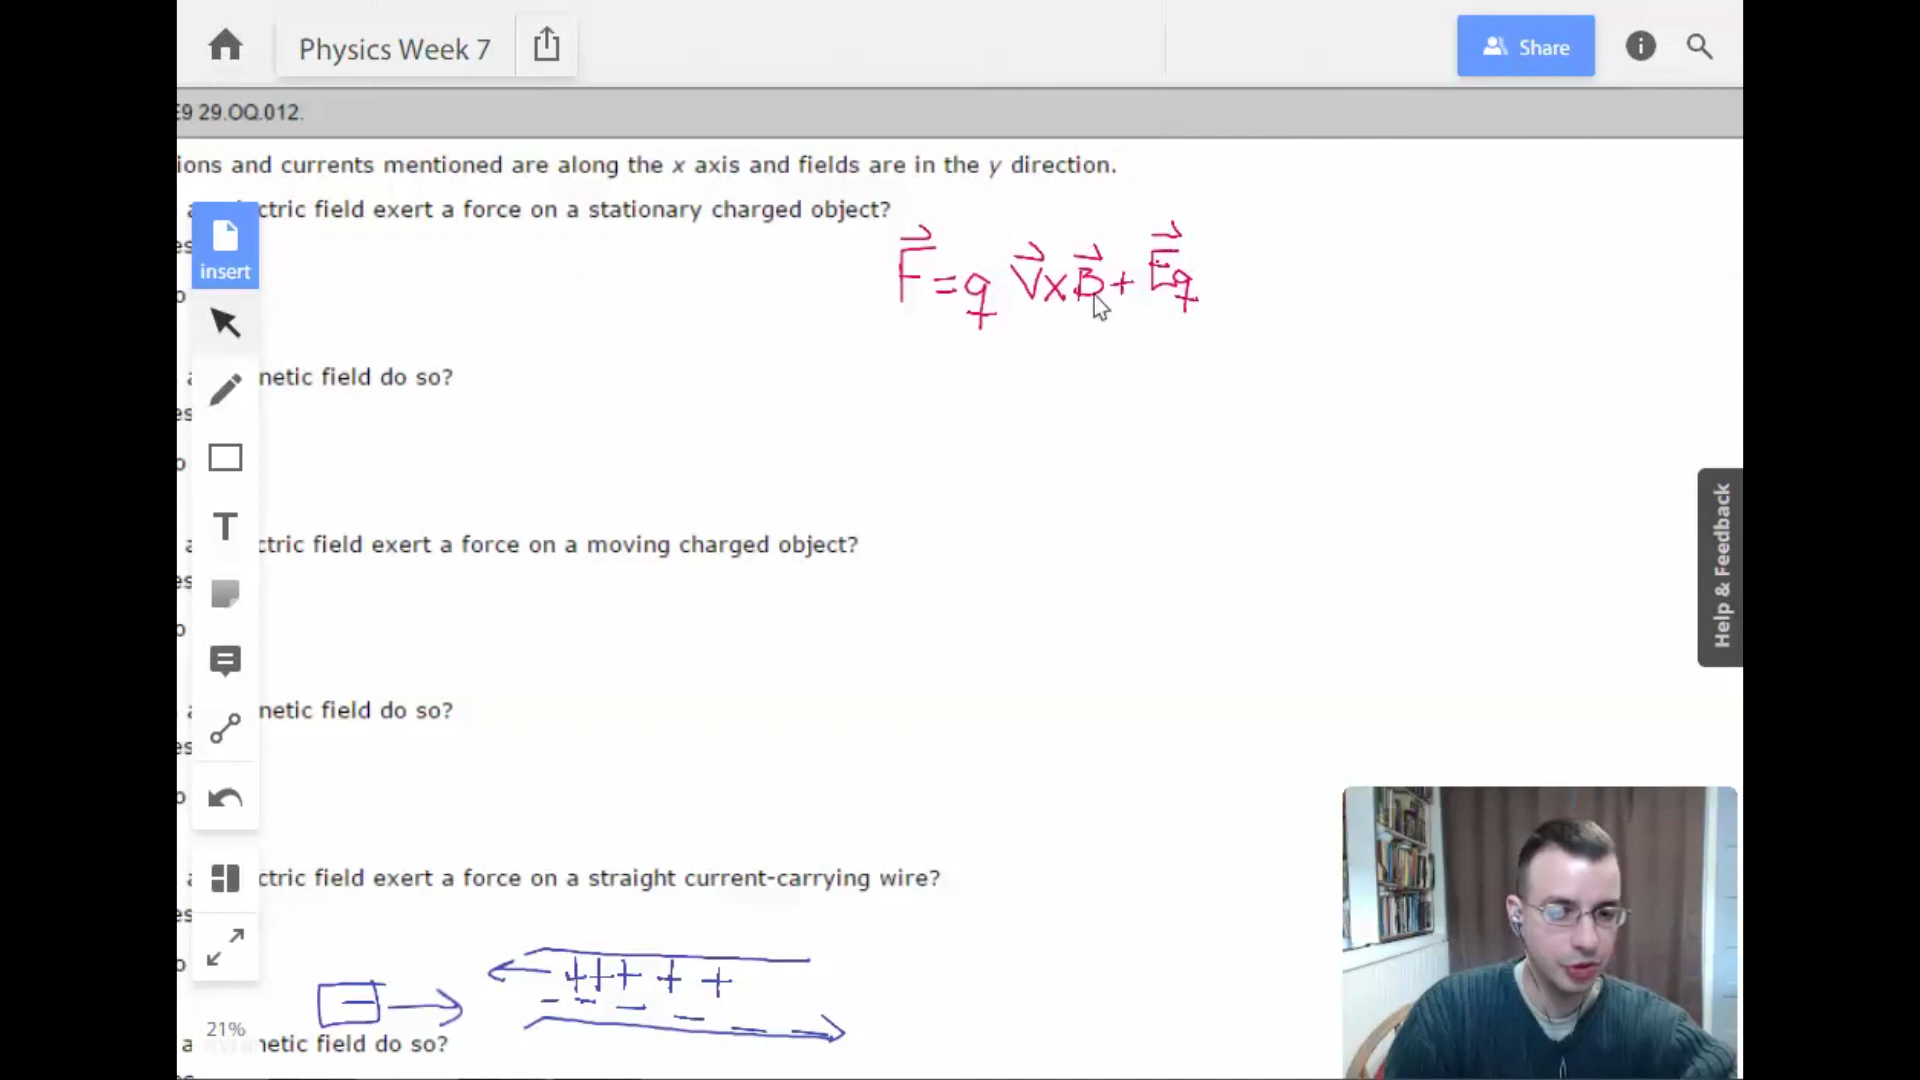 Physics Week 7
Share
E9 29.OQ.012.
ions and currents mentioned are along the x axis and fields are in the y direction.
a ctric field exert a force on a stationary charged object?
insert
F⃗ = q v⃗ x B⃗ + E⃗q
a netic field do so?
T
a ctric field exert a force on a moving charged object?
Help & Feedback
a netic field do so?
a ctric field exert a force on a straight current-carrying wire?
+ + + + +
21%
a netic field do so?